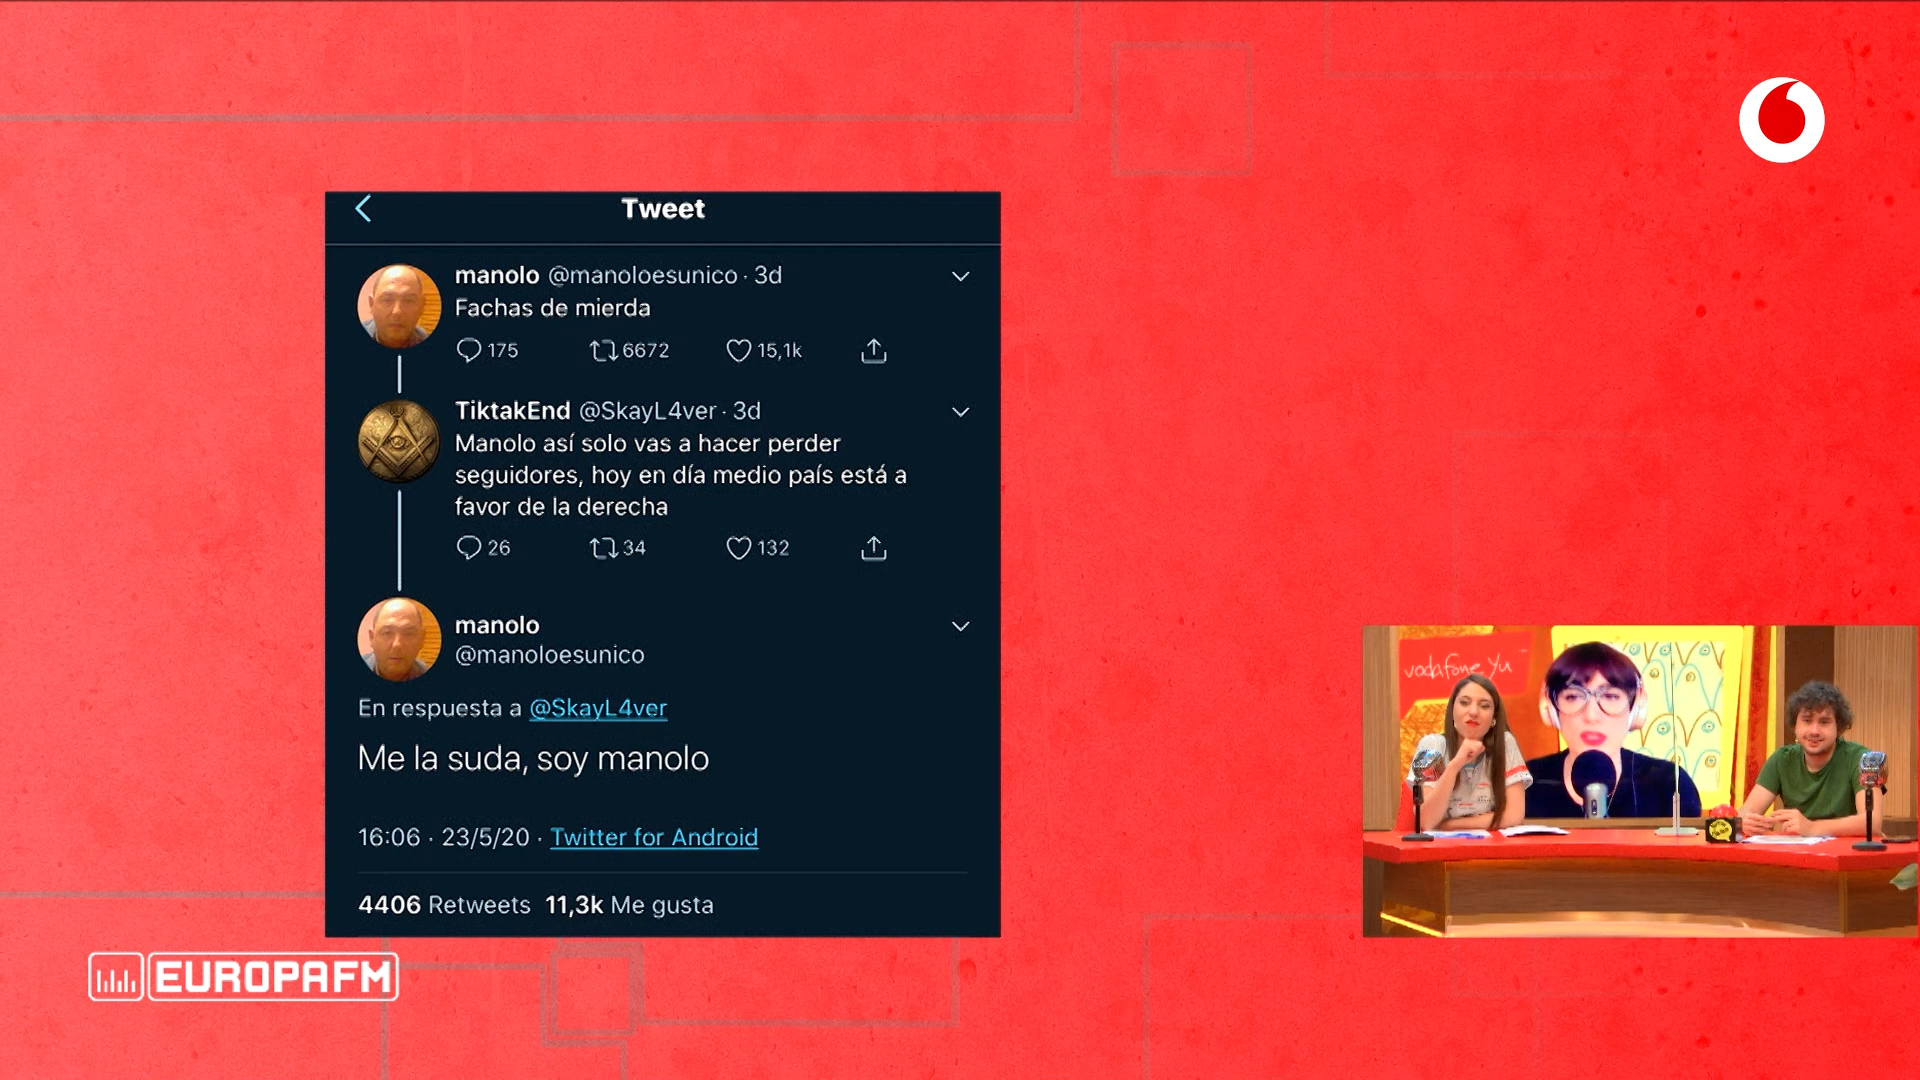 Tweet
manolo @manoloesunico · 3d
Fachas de mierda
175 6672 15,1k
TiktakEnd @SkayL4ver · 3d
Manolo así solo vas a hacer perder
seguidores, hoy en día medio país está a
favor de la derecha
26 34 132
manolo
@manoloesunico
En respuesta a @SkayL4ver
Me la suda, soy manolo
16:06 · 23/5/20 · Twitter for Android
4406 Retweets 11,3k Me gusta
vodafone yu
EUROPAFM